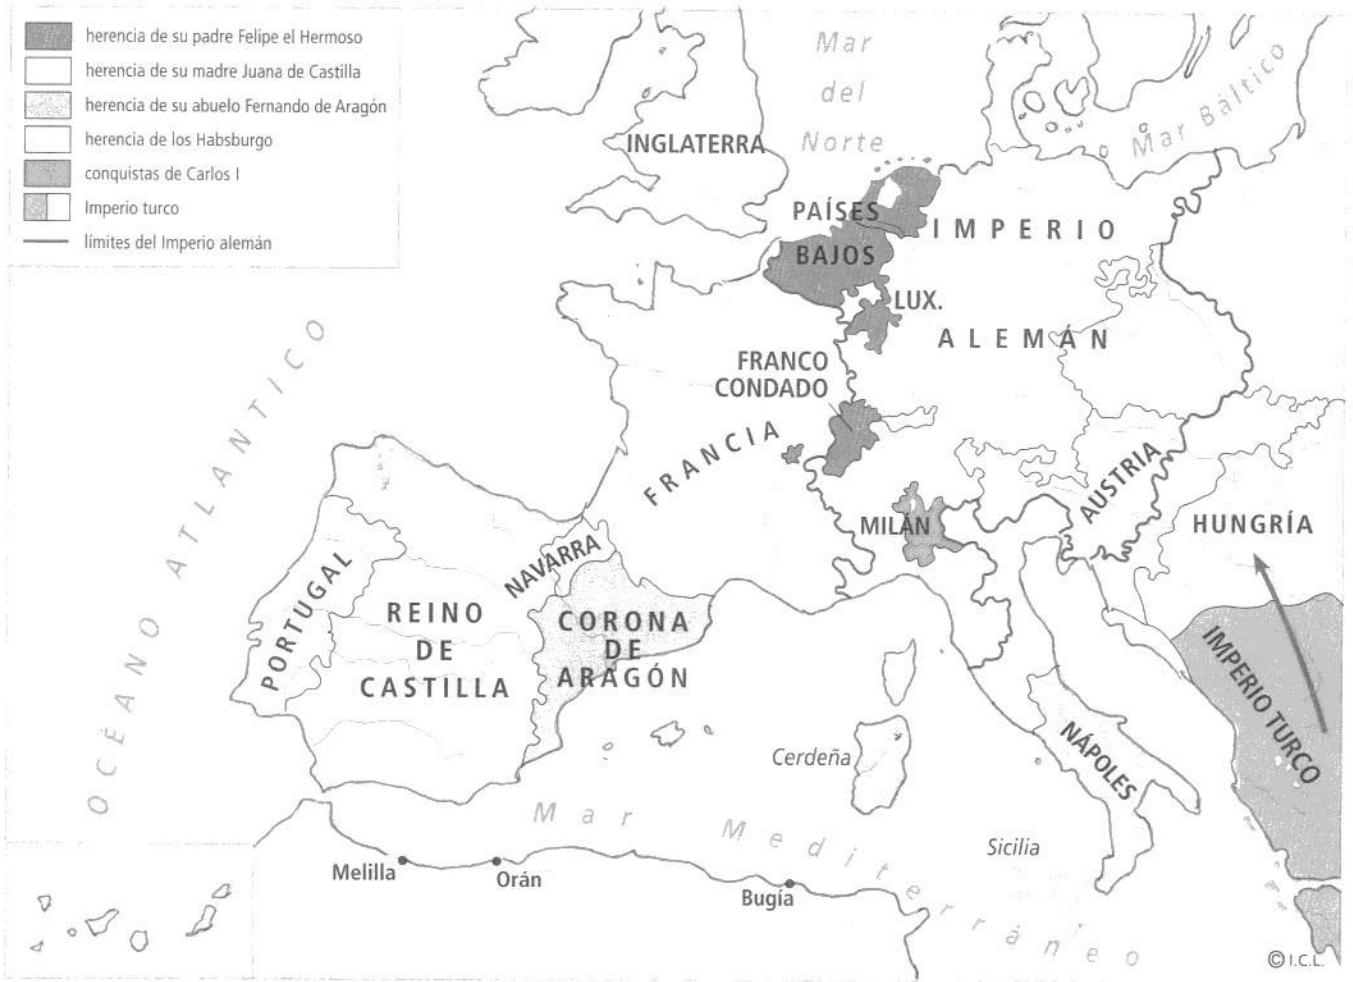 herencia de su padre Felipe el Hermoso
herencia de su madre Juana de Castilla
herencia de su abuelo Fernando de Aragón
herencia de los Habsburgo
conquistas de Carlos I
Imperio turco
límites del Imperio alemán
Mar
del
Norte
Mar Báltico
INGLATERRA
PAÍSES
BAJOS
IMPERIO
ALEMÁN
LUX.
FRANCO
CONDADO
FRANCIA
OCÉANO ATLANTICO
MILÁN
AUSTRIA
HUNGRÍA
NAVARRA
PORTUGAL
REINO
DE
CASTILLA
CORONA
DE
ARAGÓN
IMPERIO TURCO
Cerdeña
NÁPOLES
Mar Mediterráneo
Sicilia
Melilla
Orán
Bugía
© I.C.L.